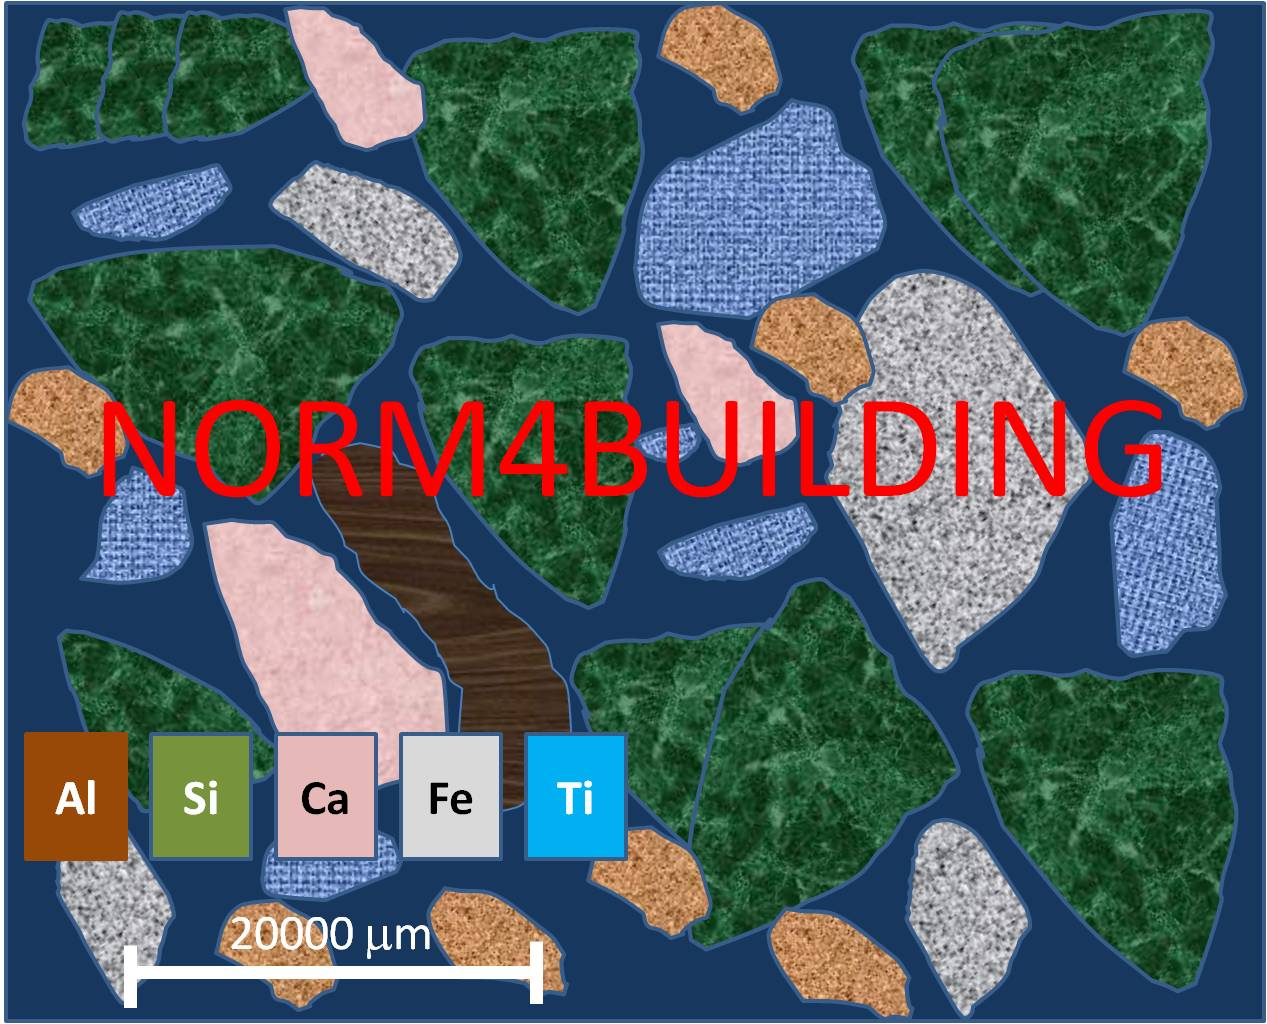 NORM4BUILDING
Al Si Ca Fe Ti
20000 µm